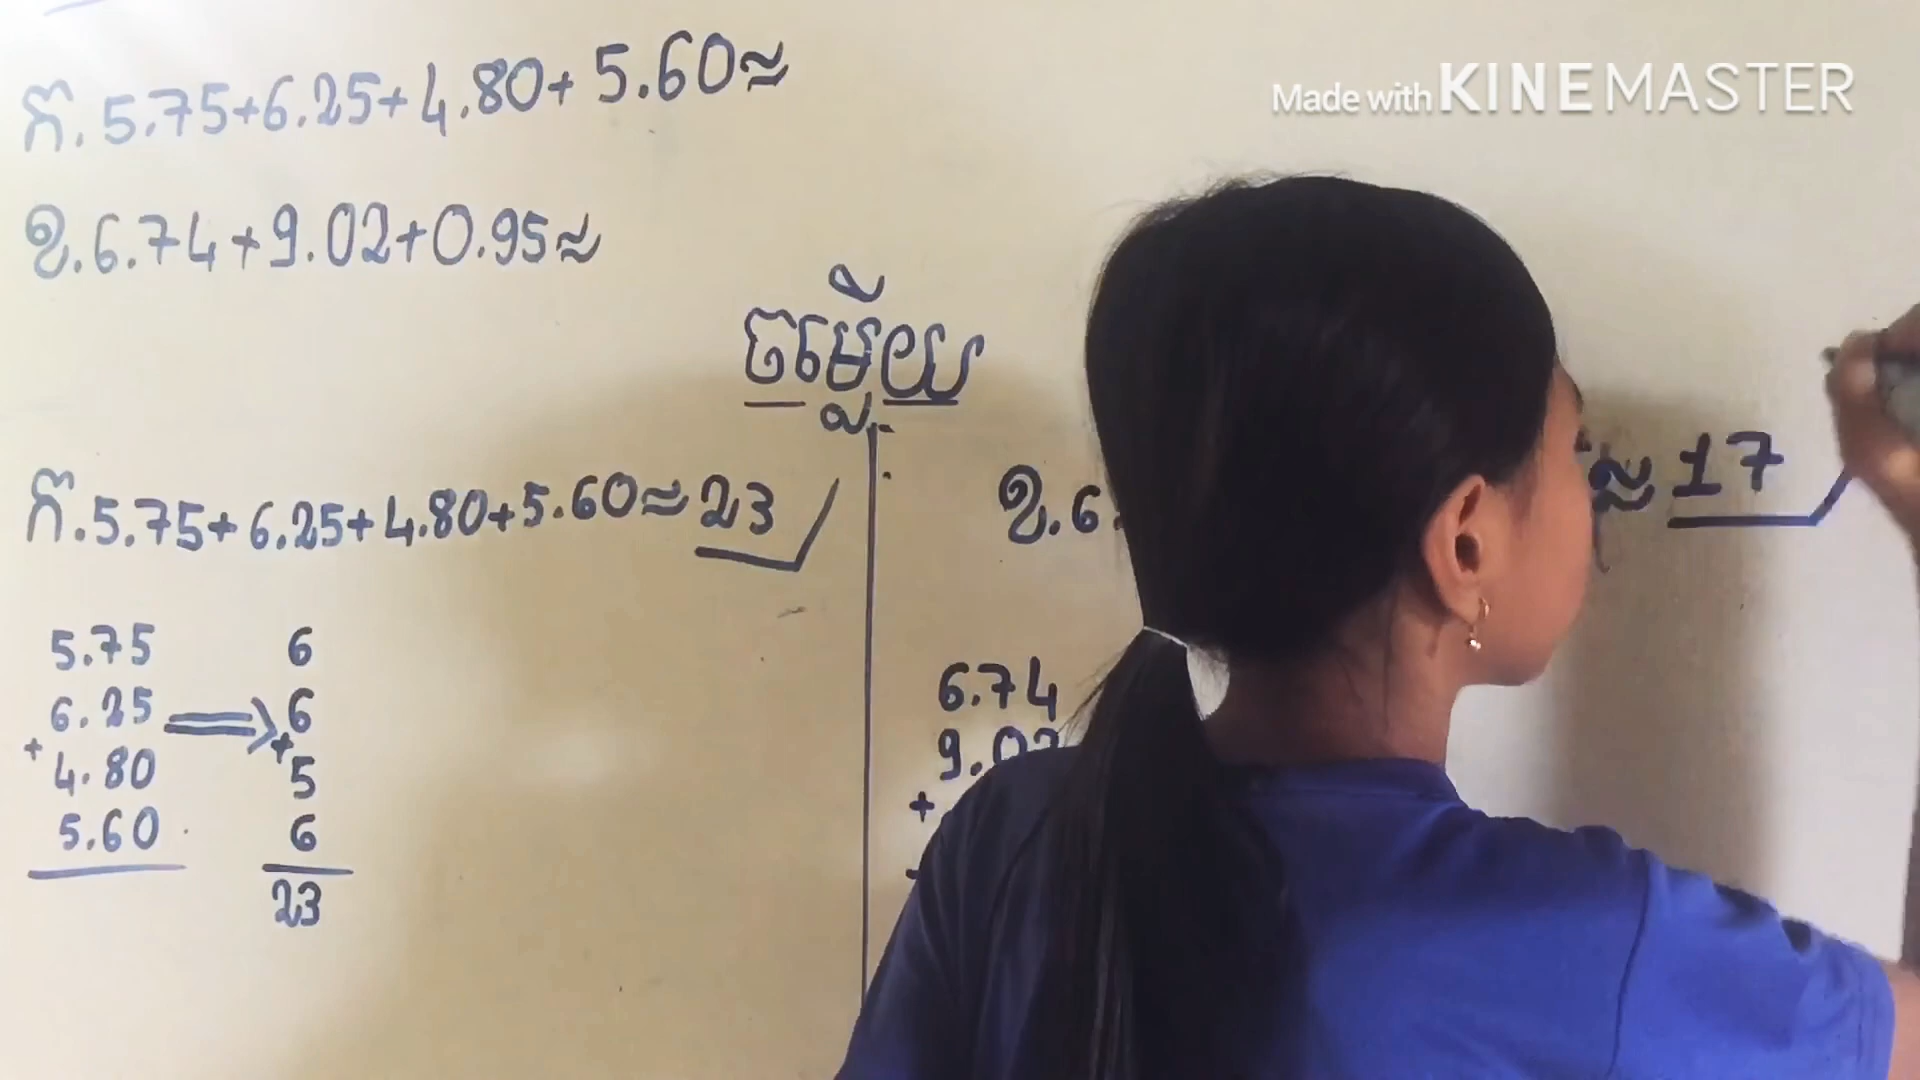 Made with KINEMASTER
ក. 5.75+6.25+4.80+5.60≈
ខ. 6.74+9.02+0.95≈
ចម្លើយ
ក. 5.75+6.25+4.80+5.60≈23
5.75
6.25
+
4.80
5.60
⟹
6
6
+
5
6
23
ខ. 6.
≈ 17
6.74
9.02
+